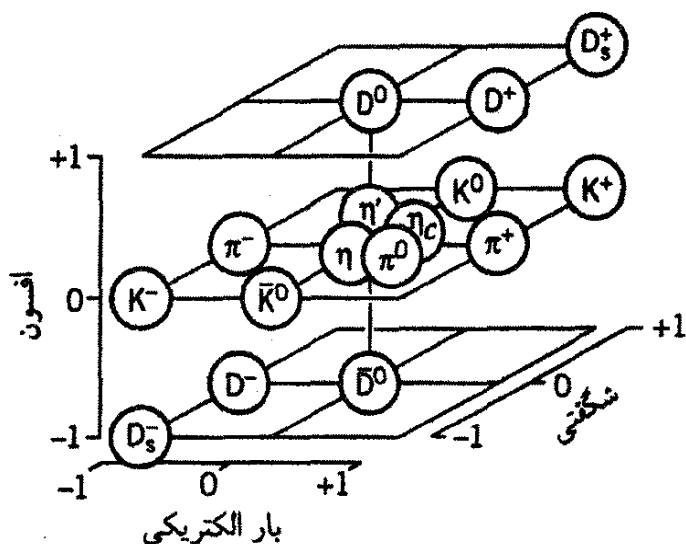 D_s^+
D^0 D^+
+1
η′ K^0 K^+
π^- η η_c π^0 π^+
افسون
0 K^- K̄^0
+1
D^- D̄^0 0
شگفتی
-1 D_s^- -1
-1 0 +1
بار الکتریکی